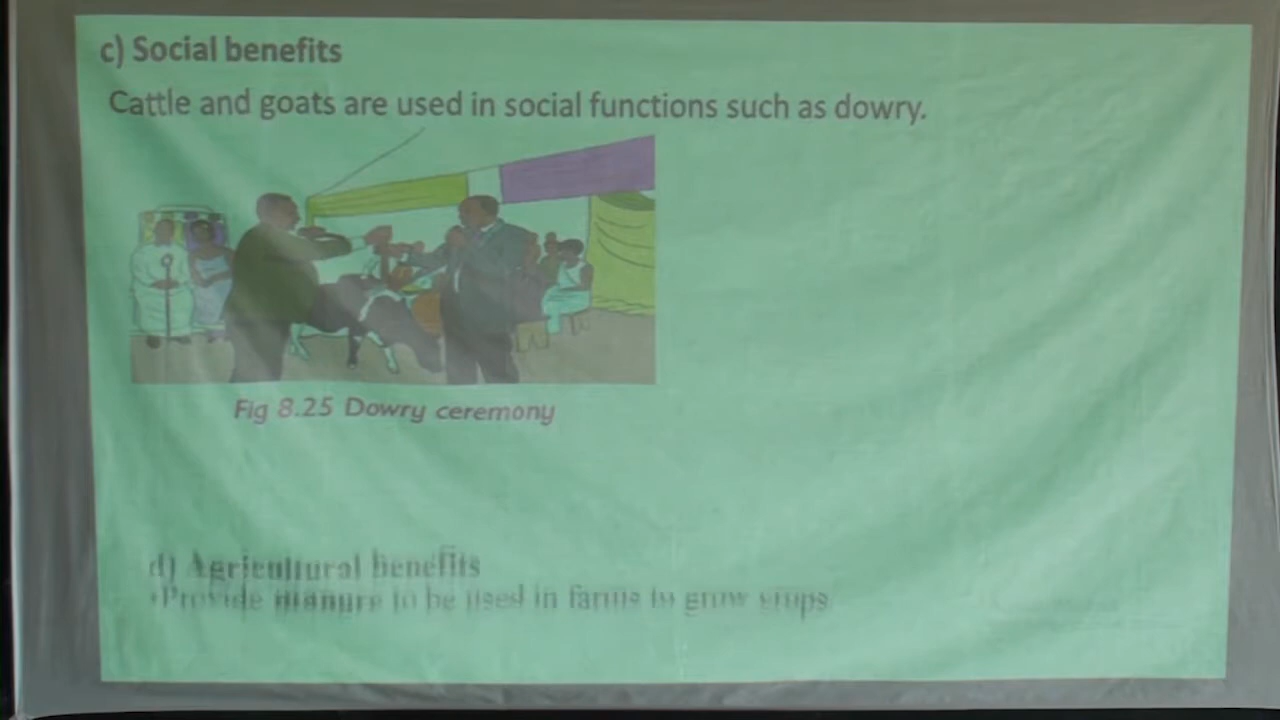 c) Social benefits
Cattle and goats are used in social functions such as dowry.
Fig 8.25 Dowry ceremony
d) Agricultural benefits
•Provide manure to be used in farms to grow crops